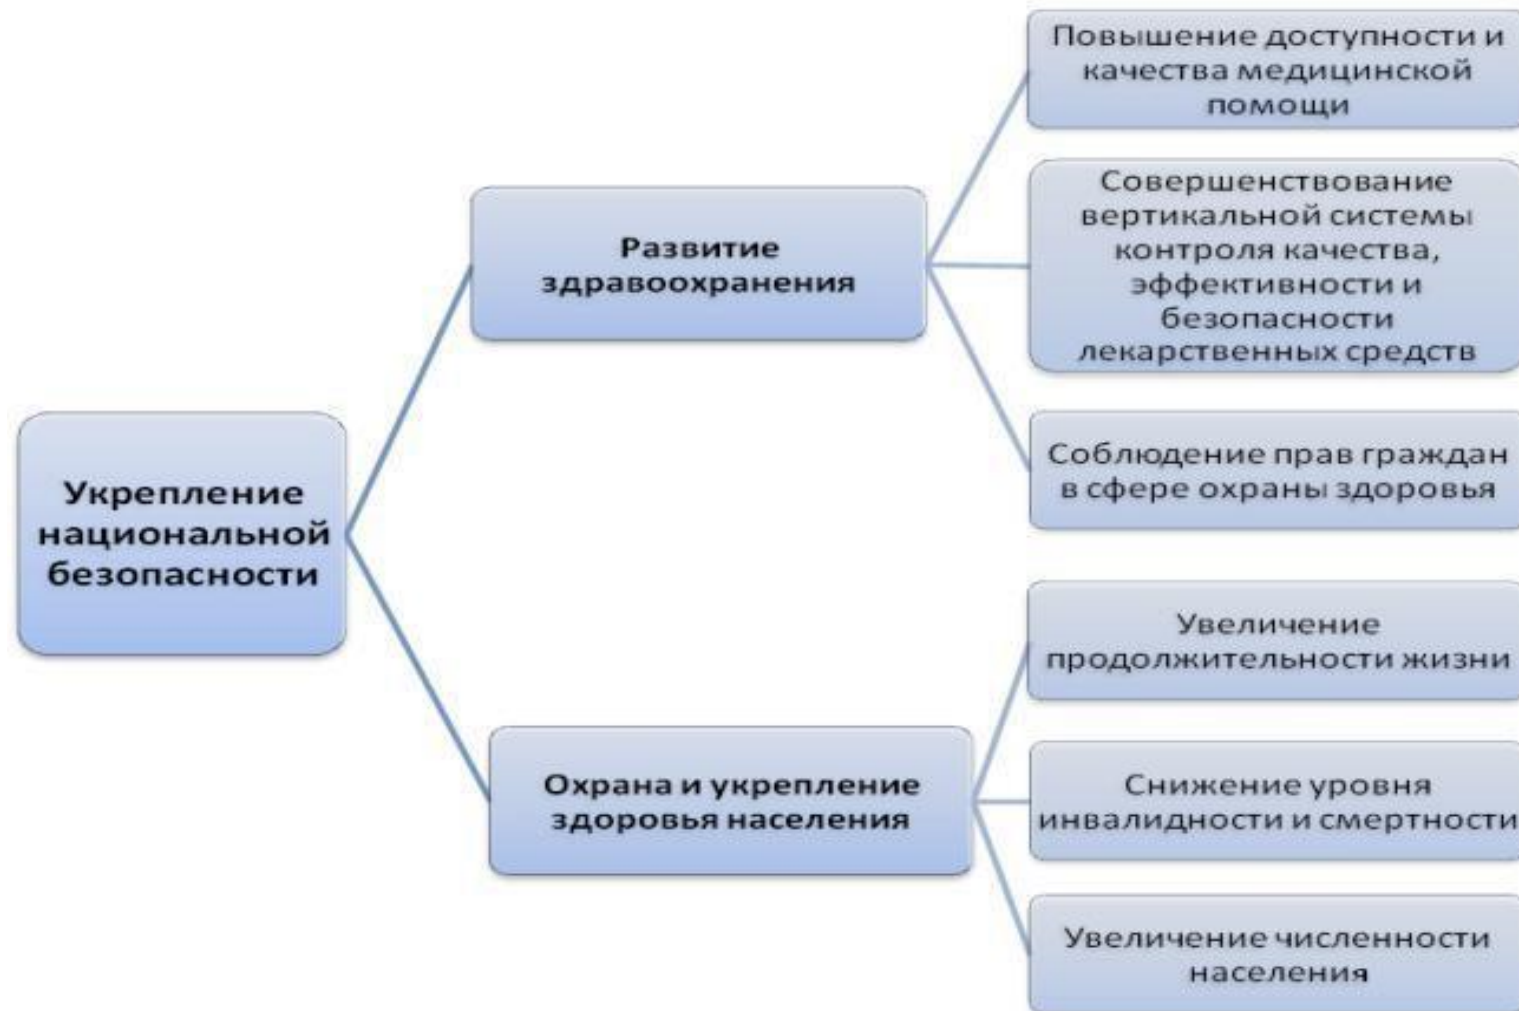 Укрепление
национальной
безопасности
Развитие
здравоохранения
Повышение доступности и
качества медицинской
помощи
Совершенствование
вертикальной системы
контроля качества,
эффективности и
безопасности
лекарственных средств
Соблюдение прав граждан
в сфере охраны здоровья
Охрана и укрепление
здоровья населения
Увеличение
продолжительности жизни
Снижение уровня
инвалидности и смертности
Увеличение численности
населения